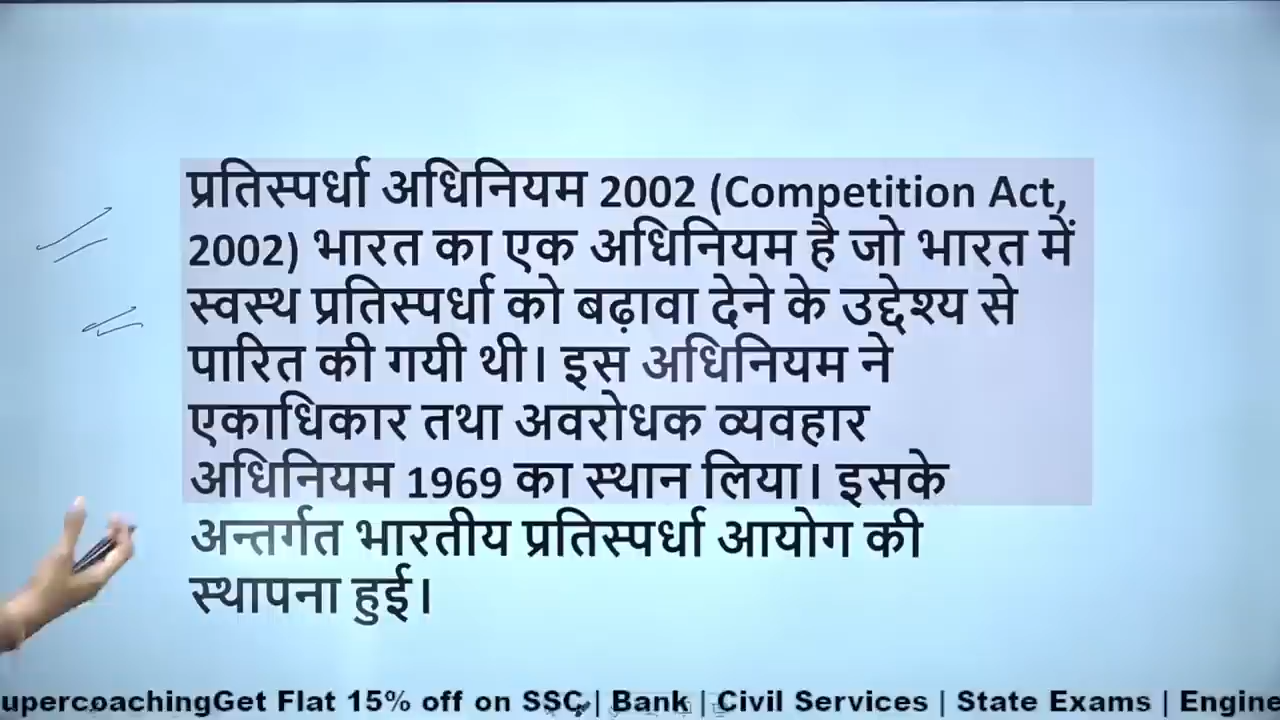 प्रतिस्पर्धा अधिनियम 2002 (Competition Act,
2002) भारत का एक अधिनियम है जो भारत में
स्वस्थ प्रतिस्पर्धा को बढ़ावा देने के उद्देश्य से
पारित की गयी थी। इस अधिनियम ने
एकाधिकार तथा अवरोधक व्यवहार
अधिनियम 1969 का स्थान लिया। इसके
अन्तर्गत भारतीय प्रतिस्पर्धा आयोग की
स्थापना हुई।
upercoachingGet Flat 15% off on SSC | Bank | Civil Services | State Exams | Engine